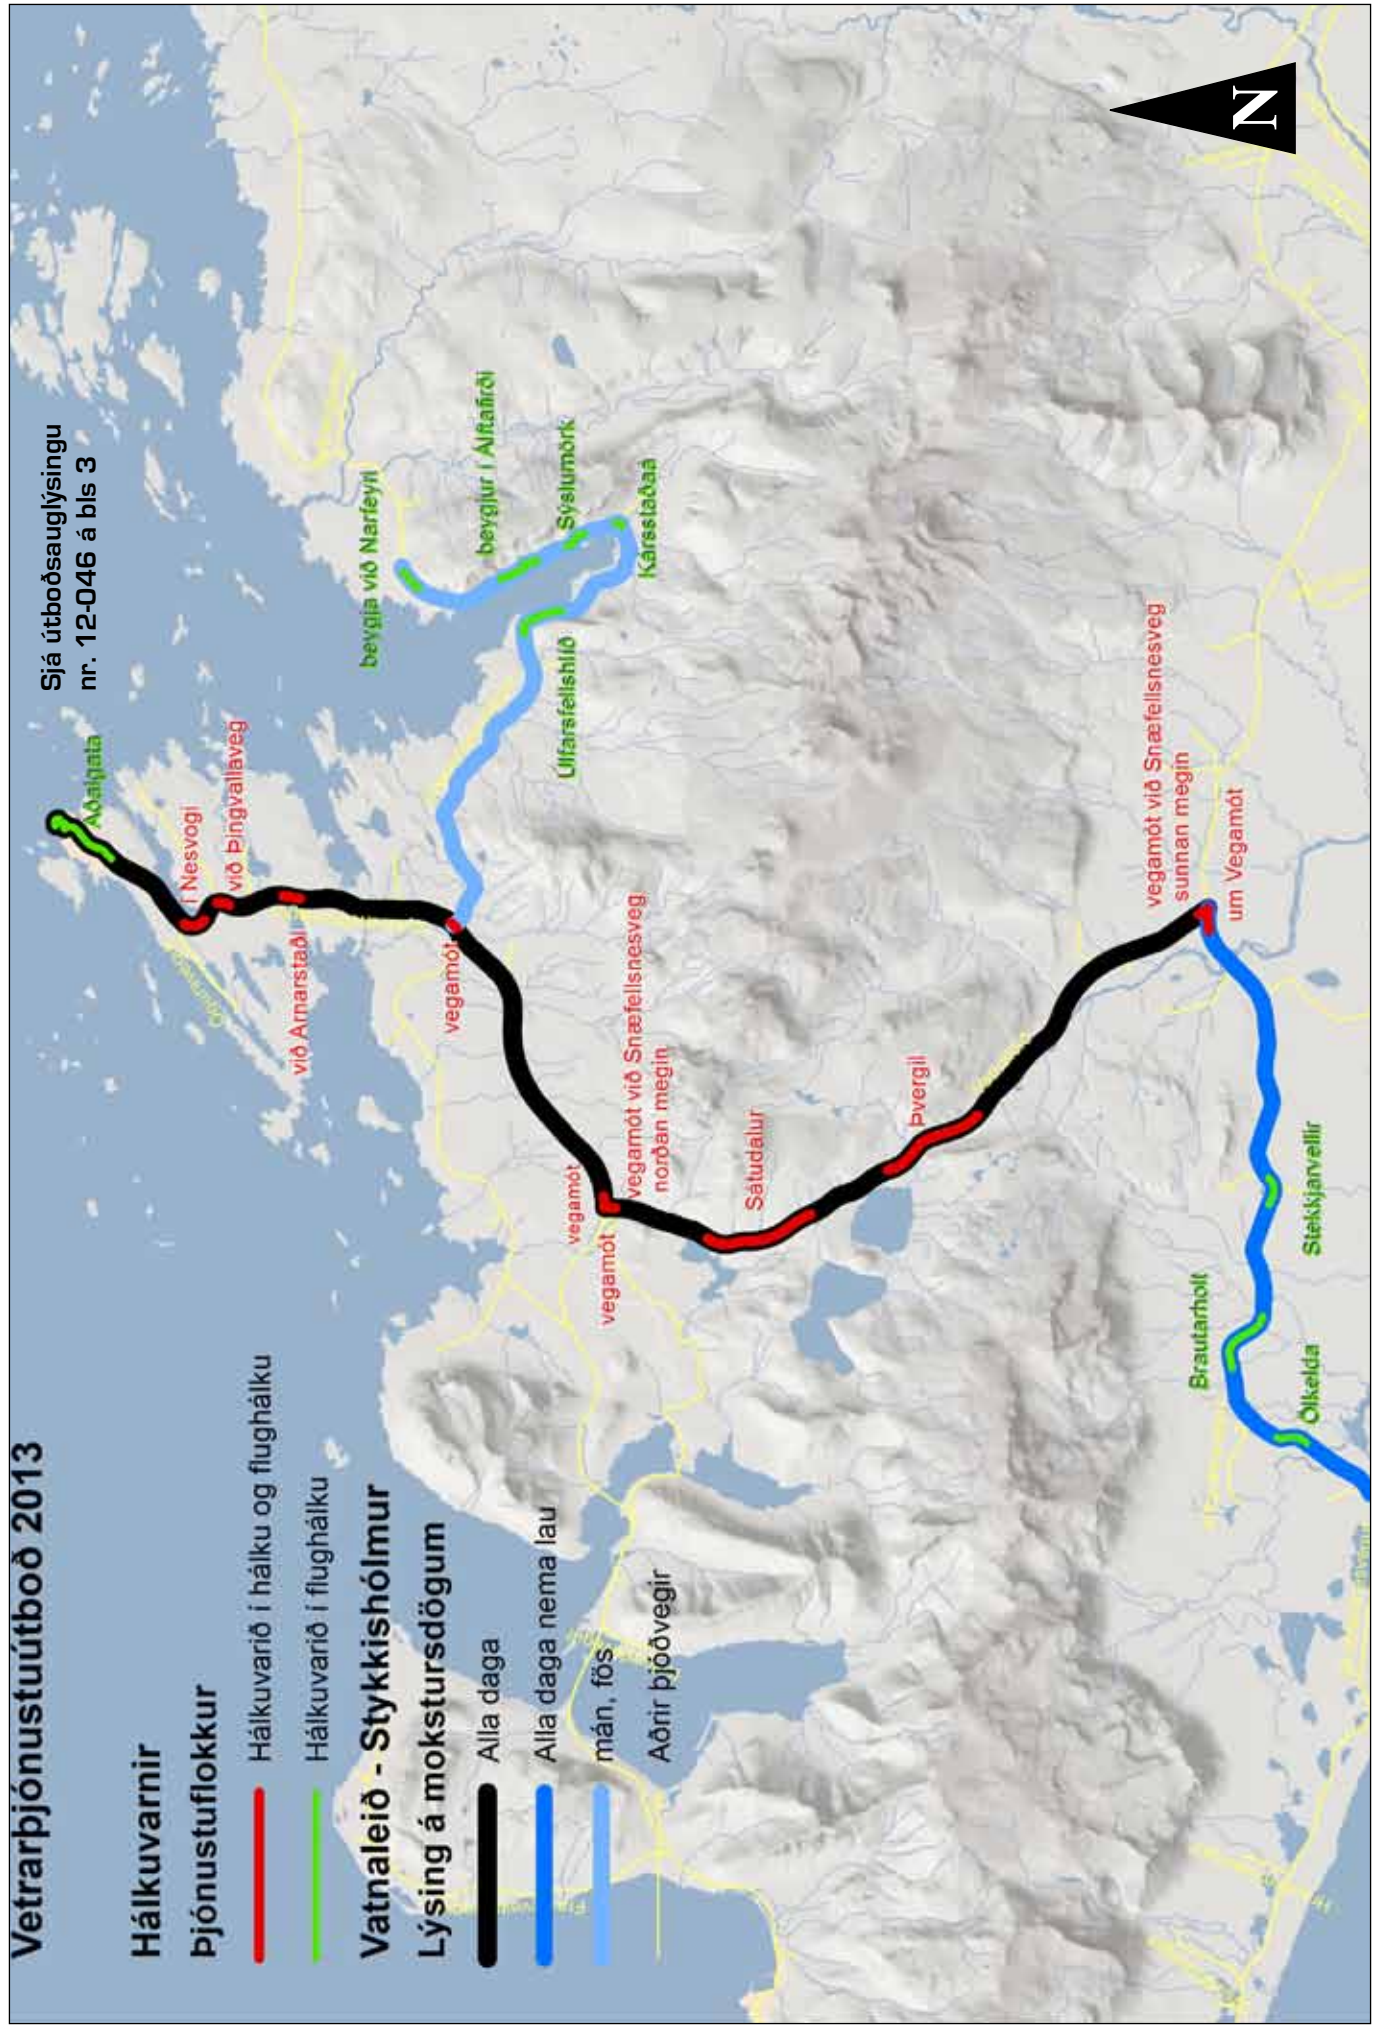 Vetrarþjónustuútboð 2013
Hálkuvarnir
Þjónustuflokkur
Hálkuvarið í hálku og flughálku
Hálkuvarið í flughálku
Vatnaleið - Stykkishólmur
Lýsing á mokstursdögum
Alla daga
Alla daga nema lau
mán, fös
Aðrir þjóðvegir
Sjá útboðsauglýsingu
nr. 12-046 á bls 3
Aðalgata
í Nesvogi
við Þingvallaveg
við Arnarstaði
vegamót
beygja við Narfeyri
beygjur í Álftafirði
Sýslumörk
Kársstaðaá
Úlfarsfellshlíð
vegamót
vegamót
vegamót við Snæfellsnesveg
norðan megin
Sátudalur
Þvergil
vegamót við Snæfellsnesveg
sunnan megin
um Vegamót
Stekkjarvellir
Brautarholt
Ölkelda
N